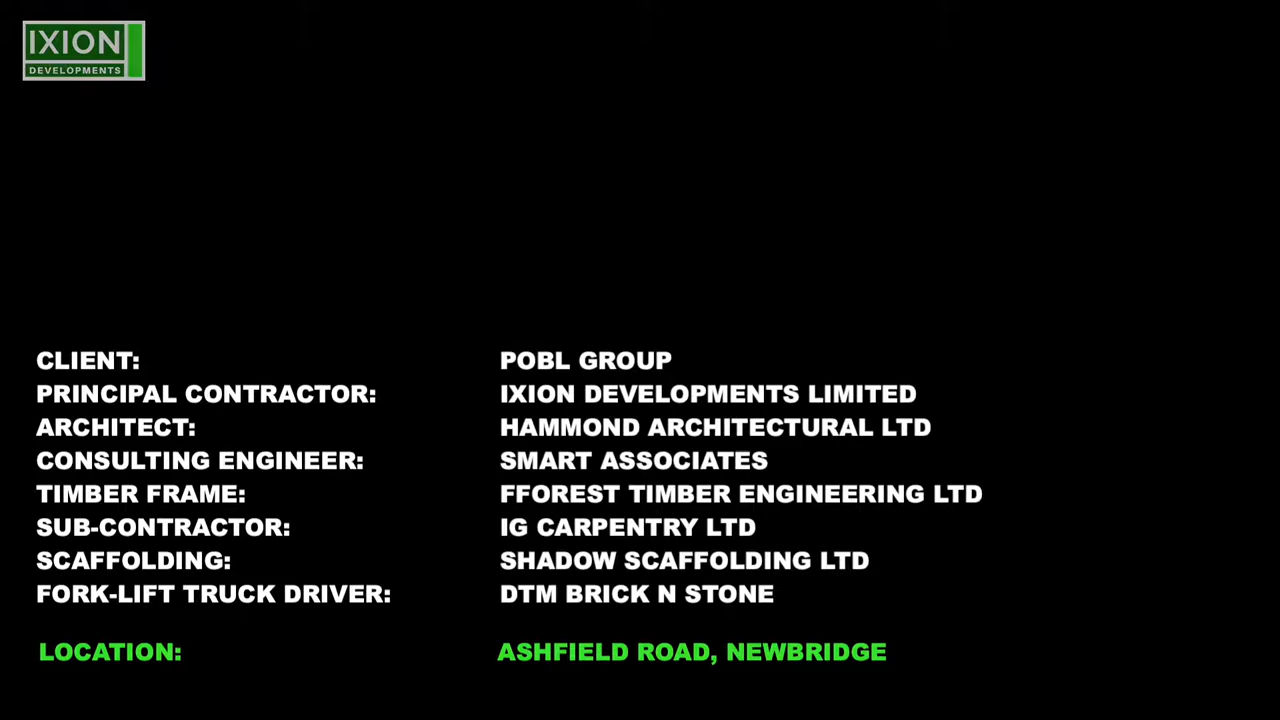 IXION
DEVELOPMENTS
CLIENT: POBL GROUP
PRINCIPAL CONTRACTOR: IXION DEVELOPMENTS LIMITED
ARCHITECT: HAMMOND ARCHITECTURAL LTD
CONSULTING ENGINEER: SMART ASSOCIATES
TIMBER FRAME: FFOREST TIMBER ENGINEERING LTD
SUB-CONTRACTOR: IG CARPENTRY LTD
SCAFFOLDING: SHADOW SCAFFOLDING LTD
FORK-LIFT TRUCK DRIVER: DTM BRICK N STONE
LOCATION: ASHFIELD ROAD, NEWBRIDGE